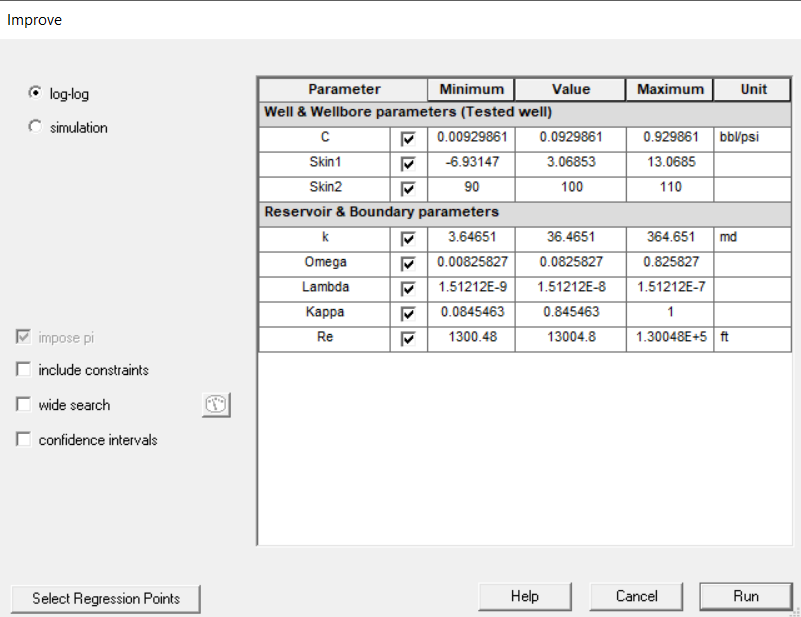 Improve
log-log
simulation
impose pi
include constraints
wide search
confidence intervals
Parameter Minimum Value Maximum Unit
Well & Wellbore parameters (Tested well)
C 0.00929861 0.0929861 0.929861 bbl/psi
Skin1 -6.93147 3.06853 13.0685
Skin2 90 100 110
Reservoir & Boundary parameters
k 3.64651 36.4651 364.651 md
Omega 0.00825827 0.0825827 0.825827
Lambda 1.51212E-9 1.51212E-8 1.51212E-7
Kappa 0.0845463 0.845463 1
Re 1300.48 13004.8 1.30048E+5 ft
Select Regression Points
Help Cancel Run